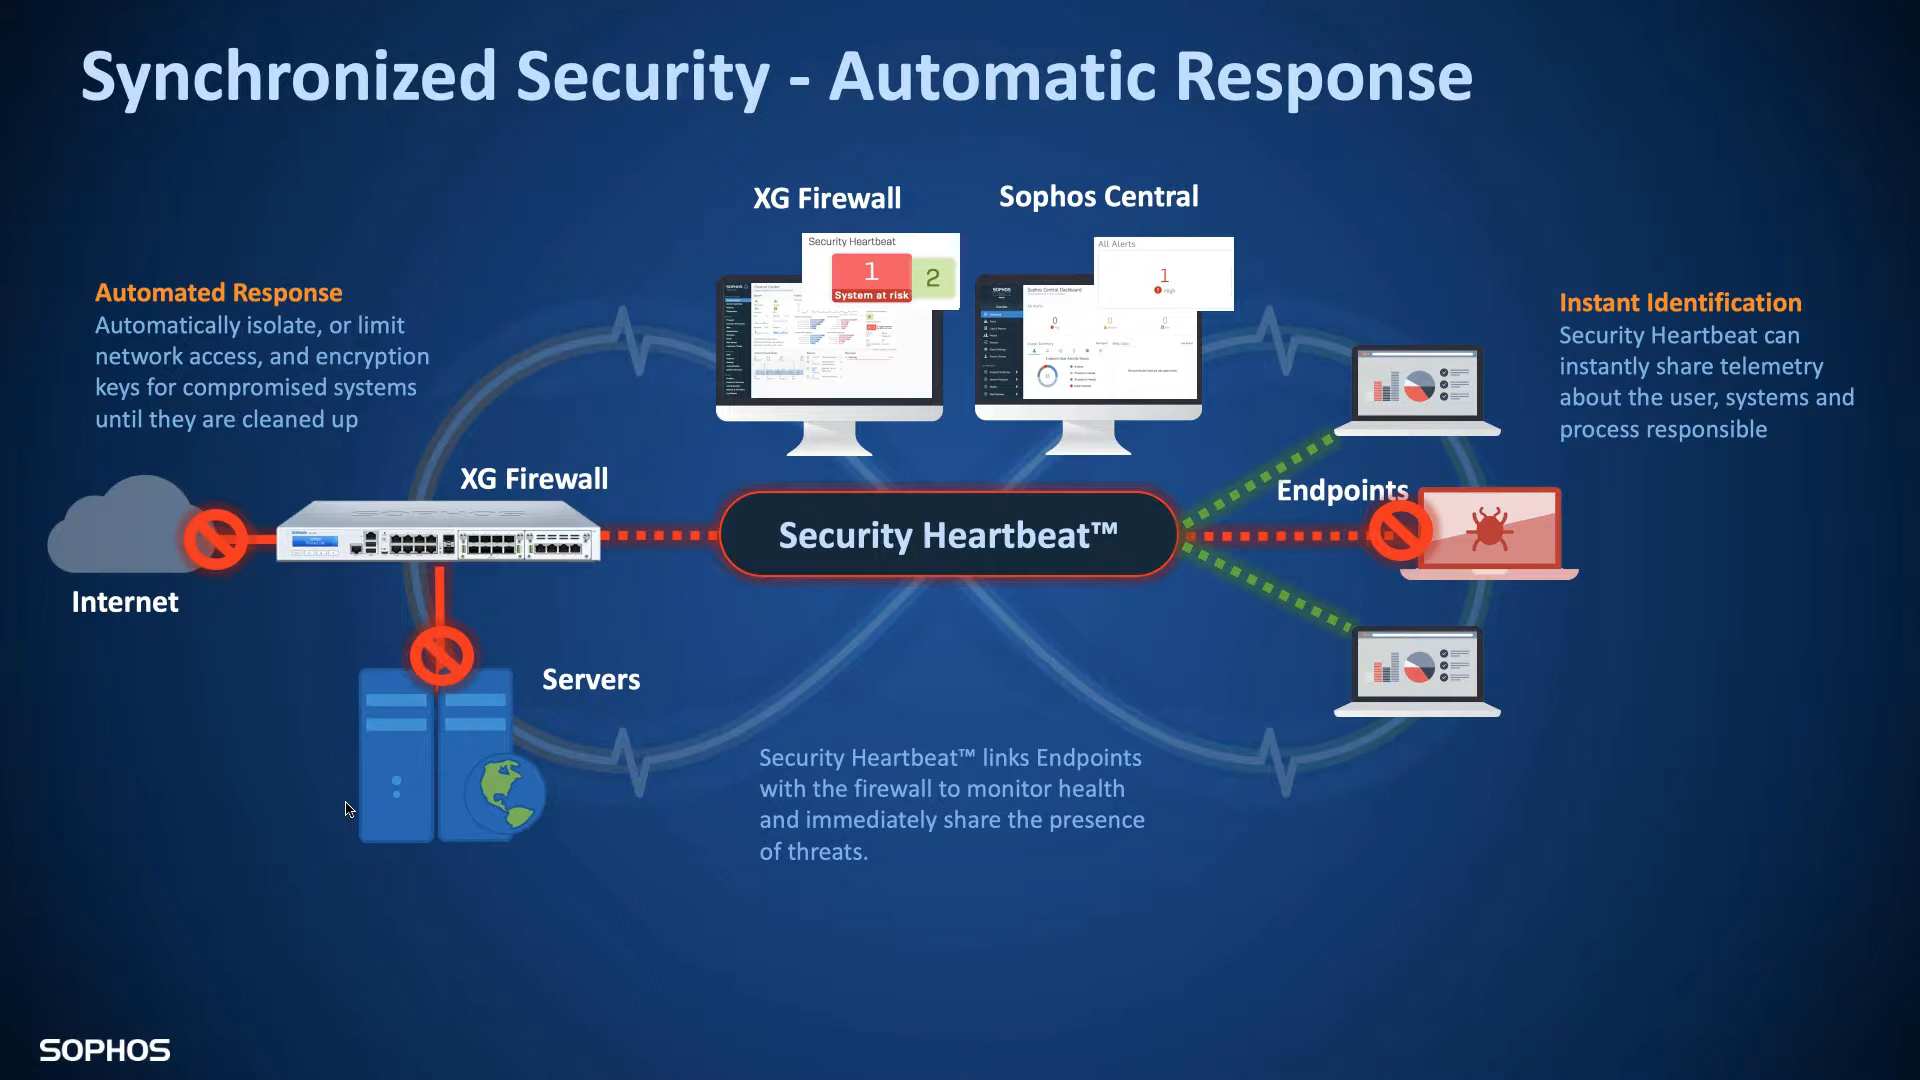 Synchronized Security - Automatic Response
XG Firewall
Sophos Central
Security Heartbeat
1
System at risk
2
All Alerts
1
High
Automated Response
Automatically isolate, or limit
network access, and encryption
keys for compromised systems
until they are cleaned up
Instant Identification
Security Heartbeat can
instantly share telemetry
about the user, systems and
process responsible
XG Firewall
Endpoints
SOPHOS
Security Heartbeat™
Internet
Servers
Security Heartbeat™ links Endpoints
with the firewall to monitor health
and immediately share the presence
of threats.
SOPHOS